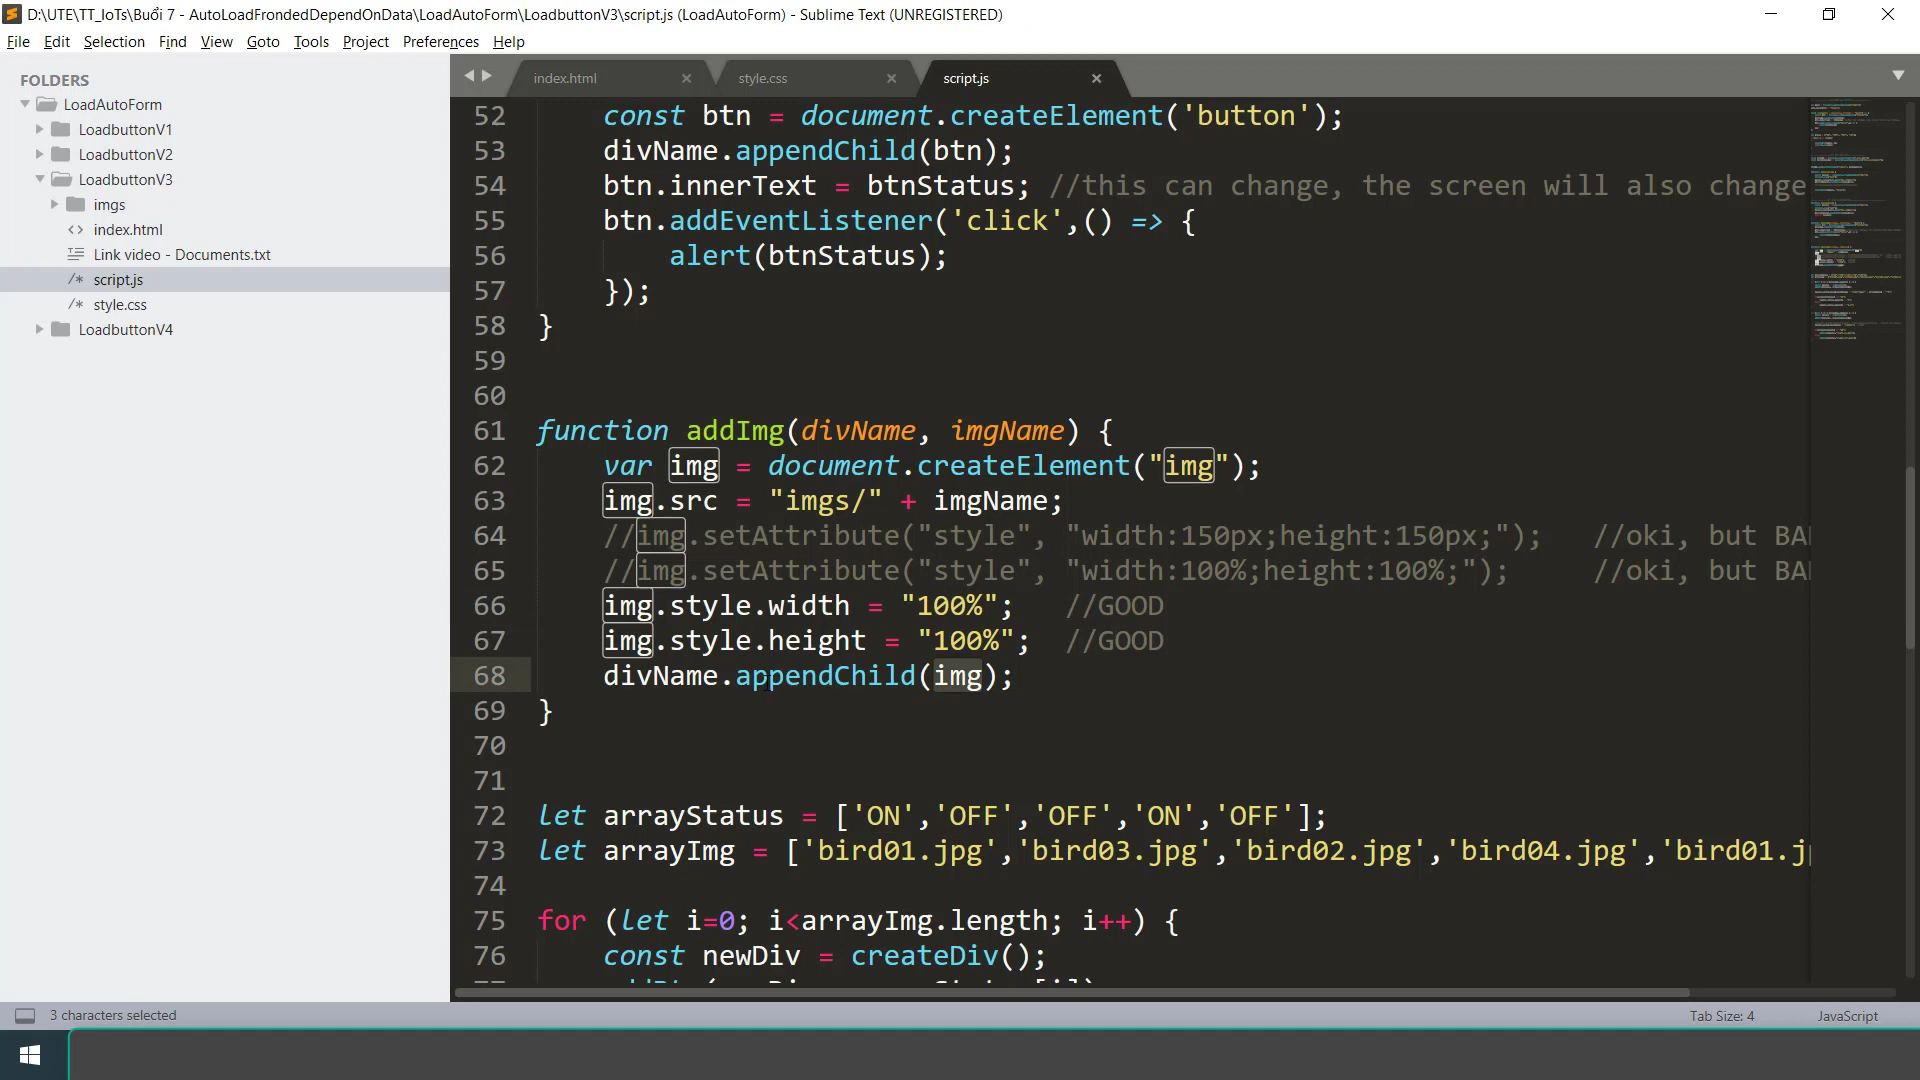 D:\UTE\TT_IoTs\Buổi 7 - AutoLoadFrondedDependOnData\LoadAutoForm\LoadbuttonV3\script.js (LoadAutoForm) - Sublime Text (UNREGISTERED)
File Edit Selection Find View Goto Tools Project Preferences Help
FOLDERS
LoadAutoForm
LoadbuttonV1
LoadbuttonV2
LoadbuttonV3
imgs
index.html
Link video - Documents.txt
script.js
style.css
LoadbuttonV4
index.html style.css script.js
52 const btn = document.createElement('button');
53 divName.appendChild(btn);
54 btn.innerText = btnStatus; //this can change, the screen will also change
55 btn.addEventListener('click',() => {
56 alert(btnStatus);
57 });
58 }
59
60
61 function addImg(divName, imgName) {
62 var img = document.createElement("img");
63 img.src = "imgs/" + imgName;
64 //img.setAttribute("style", "width:150px;height:150px;"); //oki, but BA
65 //img.setAttribute("style", "width:100%;height:100%;"); //oki, but BA
66 img.style.width = "100%"; //GOOD
67 img.style.height = "100%"; //GOOD
68 divName.appendChild(img);
69 }
70
71
72 let arrayStatus = ['ON','OFF','OFF','ON','OFF'];
73 let arrayImg = ['bird01.jpg','bird03.jpg','bird02.jpg','bird04.jpg','bird01.j
74
75 for (let i=0; i<arrayImg.length; i++) {
76 const newDiv = createDiv();
3 characters selected
Tab Size: 4 JavaScript